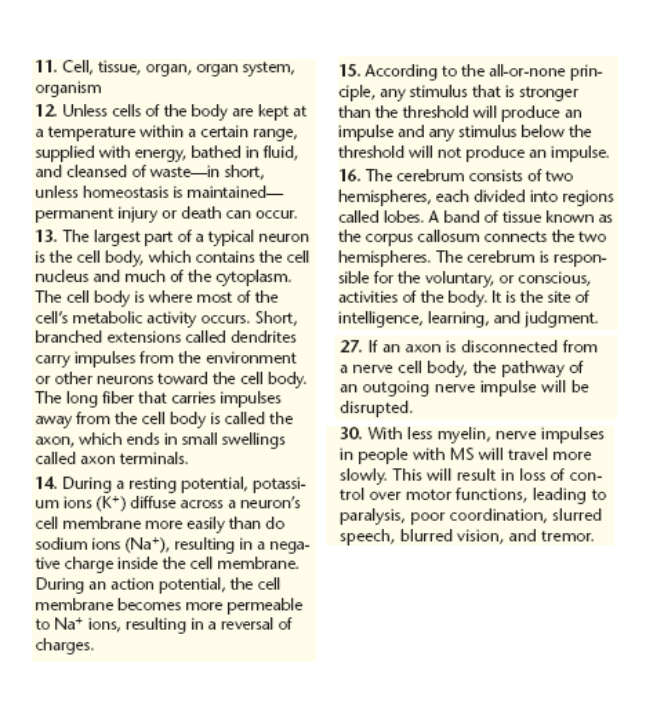 11. Cell, tissue, organ, organ system,
organism
12. Unless cells of the body are kept at
a temperature within a certain range,
supplied with energy, bathed in fluid,
and cleansed of waste—in short,
unless homeostasis is maintained—
permanent injury or death can occur.
13. The largest part of a typical neuron
is the cell body, which contains the cell
nucleus and much of the cytoplasm.
The cell body is where most of the
cell's metabolic activity occurs. Short,
branched extensions called dendrites
carry impulses from the environment
or other neurons toward the cell body.
The long fiber that carries impulses
away from the cell body is called the
axon, which ends in small swellings
called axon terminals.
14. During a resting potential, potassi-
um ions (K⁺) diffuse across a neuron's
cell membrane more easily than do
sodium ions (Na⁺), resulting in a nega-
tive charge inside the cell membrane.
During an action potential, the cell
membrane becomes more permeable
to Na⁺ ions, resulting in a reversal of
charges.
15. According to the all-or-none prin-
ciple, any stimulus that is stronger
than the threshold will produce an
impulse and any stimulus below the
threshold will not produce an impulse.
16. The cerebrum consists of two
hemispheres, each divided into regions
called lobes. A band of tissue known as
the corpus callosum connects the two
hemispheres. The cerebrum is respon-
sible for the voluntary, or conscious,
activities of the body. It is the site of
intelligence, learning, and judgment.
27. If an axon is disconnected from
a nerve cell body, the pathway of
an outgoing nerve impulse will be
disrupted.
30. With less myelin, nerve impulses
in people with MS will travel more
slowly. This will result in loss of con-
trol over motor functions, leading to
paralysis, poor coordination, slurred
speech, blurred vision, and tremor.